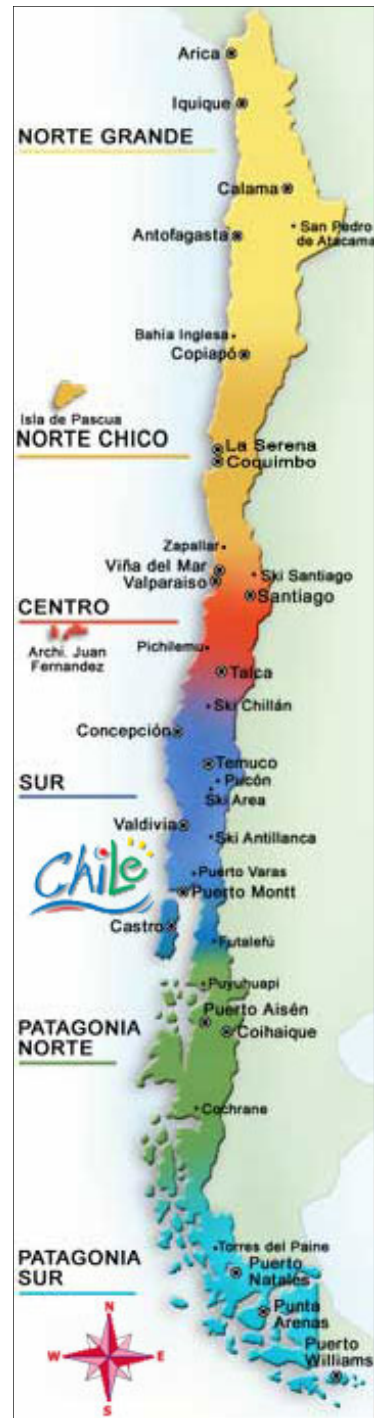 Arica
Iquique
NORTE GRANDE
Calama
San Pedro
de Atacama
Antofagasta
Bahía Inglesa
Copiapó
Isla de Pascua
NORTE CHICO
La Serena
Coquimbo
Zapallar
Viña del Mar
Valparaiso
Ski Santiago
Santiago
CENTRO
Archi. Juan
Fernandez
Pichilemu
Talca
Ski Chillán
Concepción
Temuco
Pucón
Ski Area
SUR
Valdivia
Ski Antillanca
CHiLe
Puerto Varas
Puerto Montt
Castro
Futalefú
Puyuhuapi
Puerto Aisén
Coihaique
PATAGONIA
NORTE
Cochrane
Torres del Paine
Puerto
Natales
PATAGONIA
SUR
Punta
Arenas
Puerto
Williams
N
W
E
S